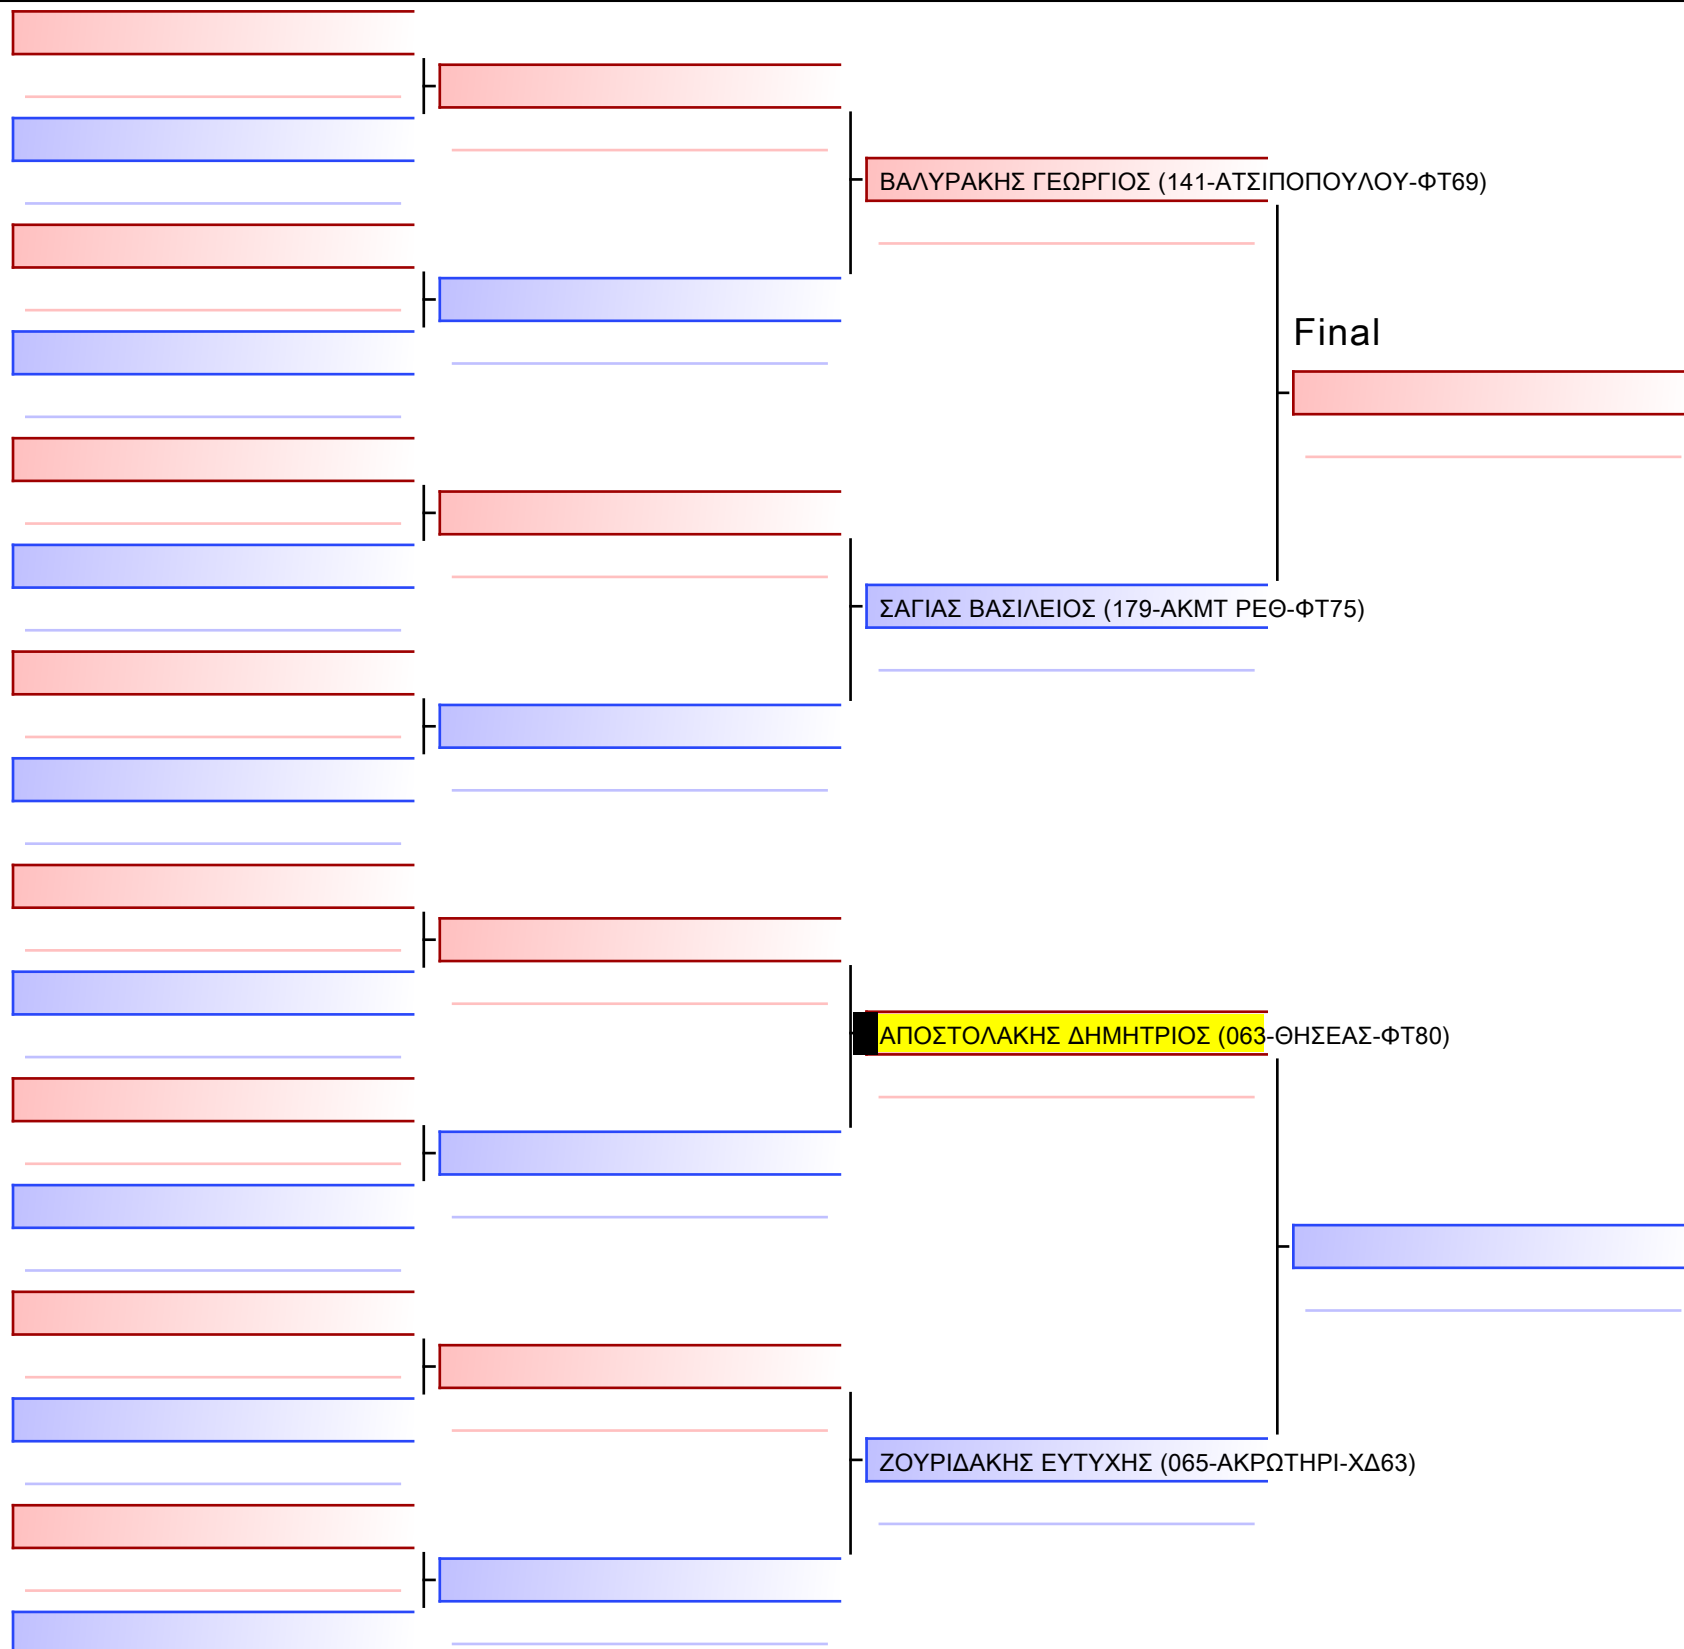 ΒΑΛΥΡΑΚΗΣ ΓΕΩΡΓΙΟΣ (141-ΑΤΣΙΠΟΠΟΥΛΟΥ-ΦΤ69)
Final
ΣΑΓΙΑΣ ΒΑΣΙΛΕΙΟΣ (179-ΑΚΜΤ ΡΕΘ-ΦΤ75)
ΑΠΟΣΤΟΛΑΚΗΣ ΔΗΜΗΤΡΙΟΣ (063-ΘΗΣΕΑΣ-ΦΤ80)
ΖΟΥΡΙΔΑΚΗΣ ΕΥΤΥΧΗΣ (065-ΑΚΡΩΤΗΡΙ-ΧΔ63)